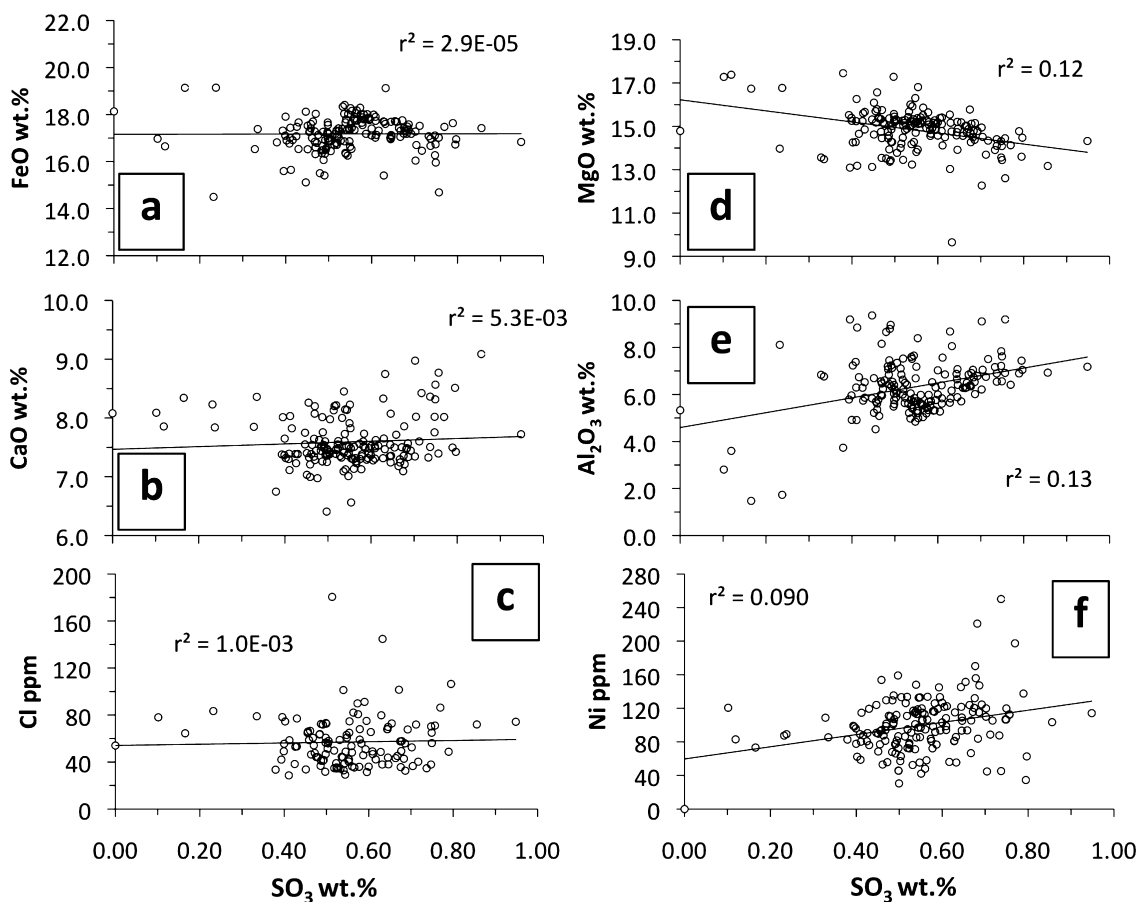 22.0
20.0
18.0
16.0
14.0
12.0
FeO wt.%
r² = 2.9E-05
a
19.0
17.0
15.0
13.0
11.0
9.0
MgO wt.%
r² = 0.12
d
10.0
9.0
8.0
7.0
6.0
CaO wt.%
r² = 5.3E-03
b
10.0
8.0
6.0
4.0
2.0
0.0
Al₂O₃ wt.%
e
r² = 0.13
200
160
120
80
40
0
Cl ppm
c
r² = 1.0E-03
0.00 0.20 0.40 0.60 0.80 1.00
SO₃ wt.%
280
240
200
160
120
80
40
0
Ni ppm
r² = 0.090
f
0.00 0.20 0.40 0.60 0.80 1.00
SO₃ wt.%